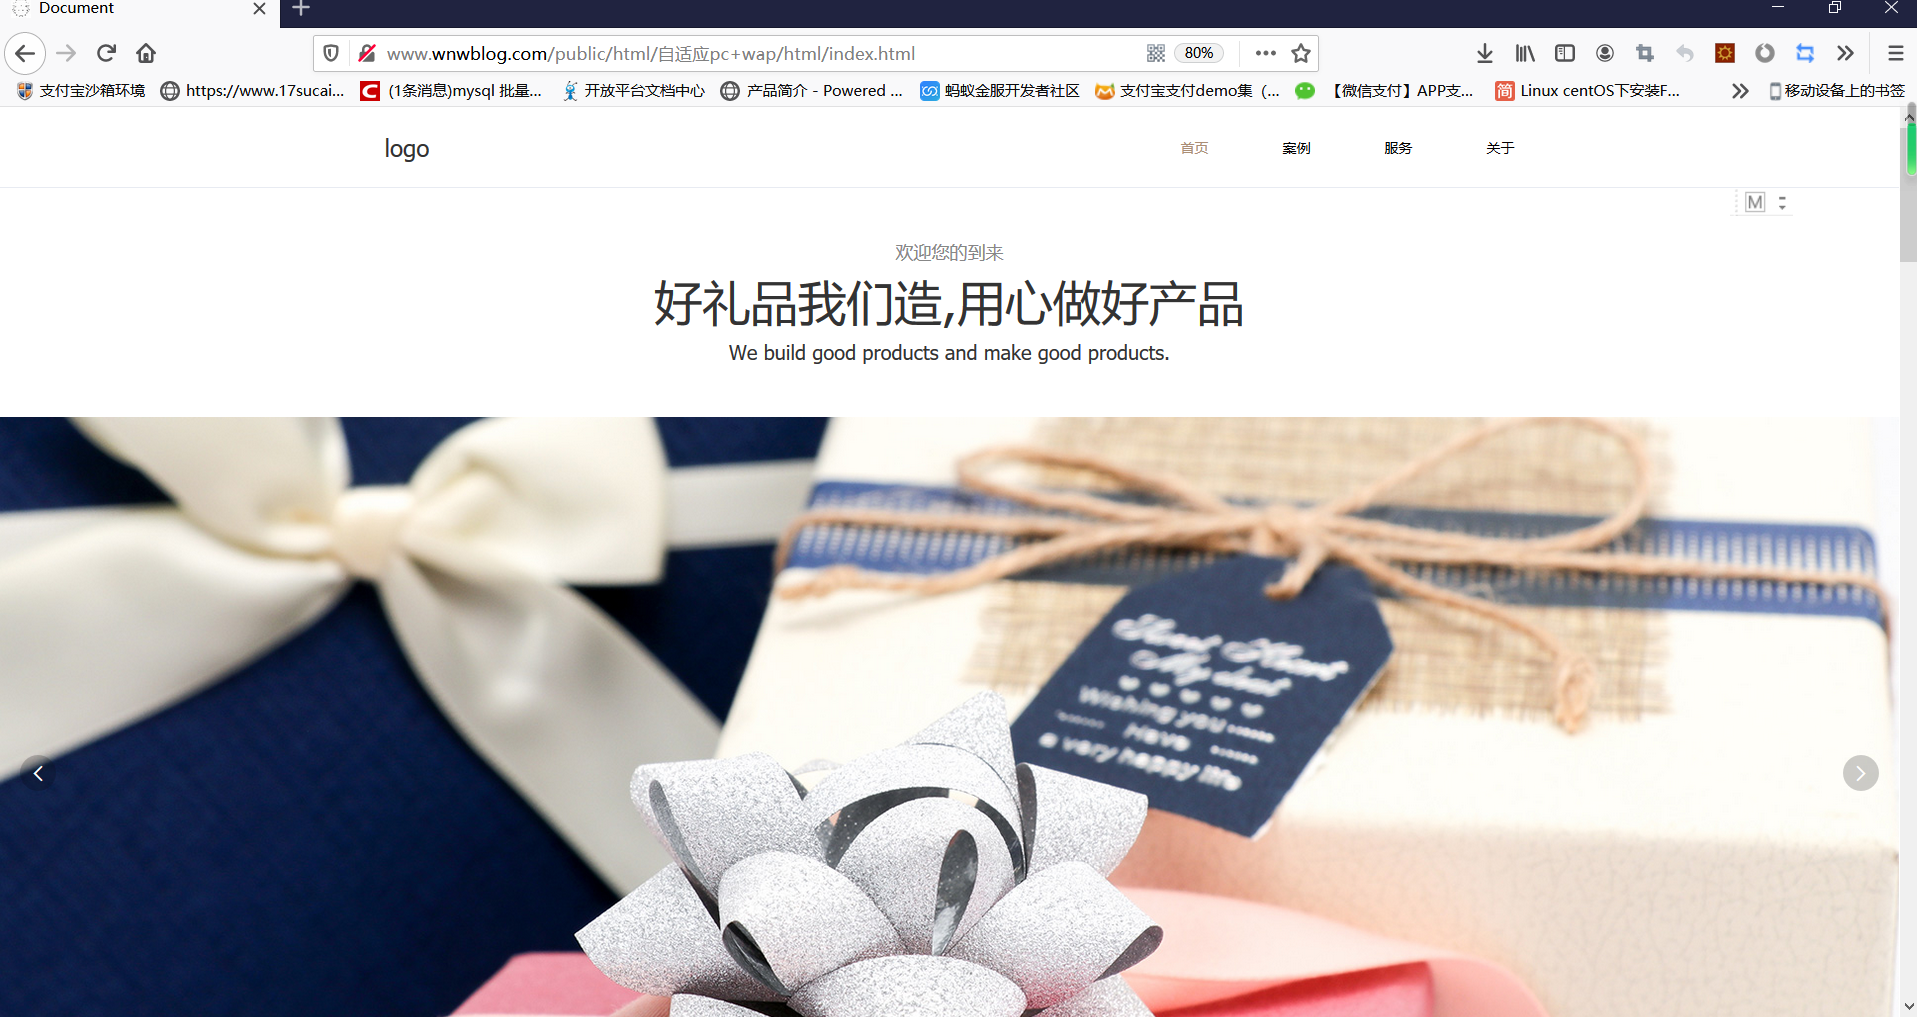 Document
www.wnwblog.com/public/html/自适应pc+wap/html/index.html
80%
支付宝沙箱环境
https://www.17sucai...
(1条消息)mysql 批量...
开放平台文档中心
产品简介 - Powered ...
蚂蚁金服开发者社区
支付宝支付demo集（...
【微信支付】APP支...
简
Linux centOS下安装F...
移动设备上的书签
logo
首页
案例
服务
关于
M
欢迎您的到来
好礼品我们造,用心做好产品
We build good products and make good products.
Wishing you
Have
a very happy life